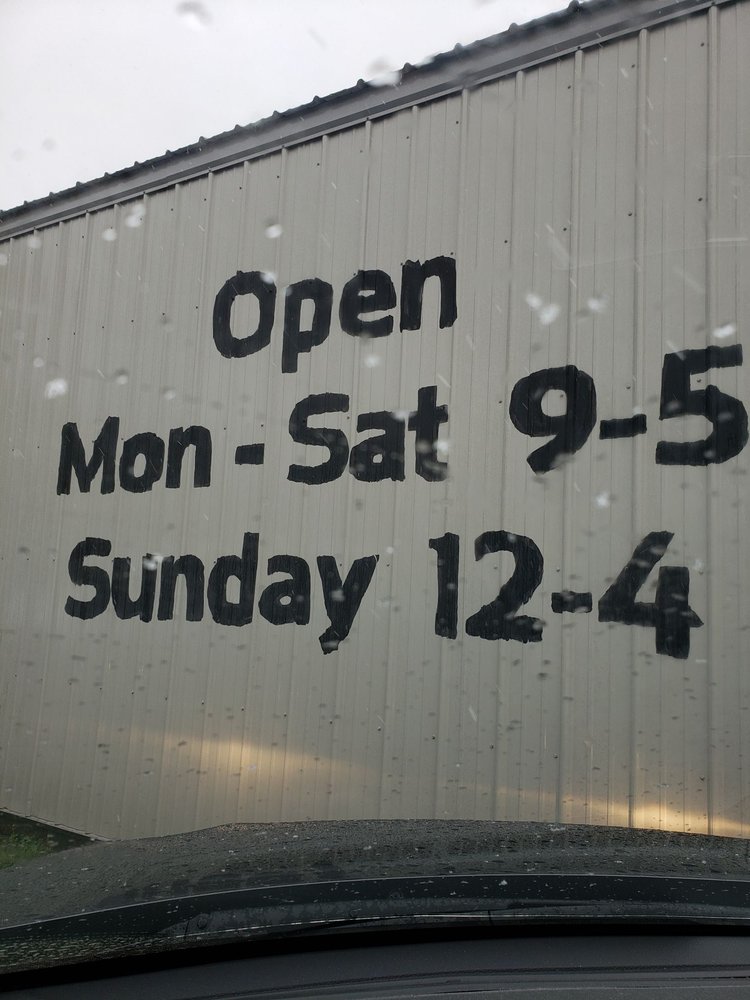 Open
Mon - Sat 9-5
Sunday 12-4